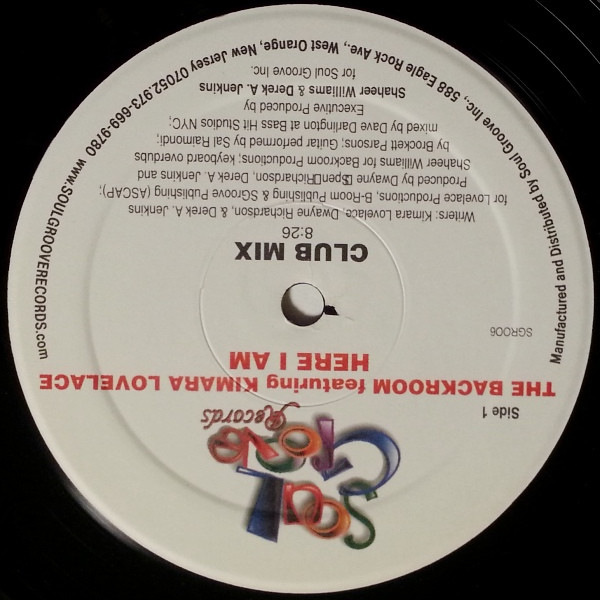 Soul
Groove
Records
Side 1
THE BACKROOM featuring KIMARA LOVELACE
HERE I AM
SGR006
CLUB MIX
8:26
Writers: Kimara Lovelace, Dwayne Richardson, & Derek A. Jenkins
for Lovelace Productions, B-Room Publishing & SGroove Publishing (ASCAP);
Produced by Dwayne Spen Richardson, Derek A. Jenkins and
Shaheer Williams for Backroom Productions; keyboard overdubs
by Brocket Parsons; Guitar performed by Sal Raimondi;
mixed by Dave Darlington at Bass Hit Studios NYC;
Executive Produced by
Shaheer Williams & Derek A. Jenkins
for Soul Groove Inc.
Manufactured and Distributed by Soul Groove Inc., 588 Eagle Rock Ave., West Orange, New Jersey 07052.973-669-9780 www.SOULGROOVERECORDS.com